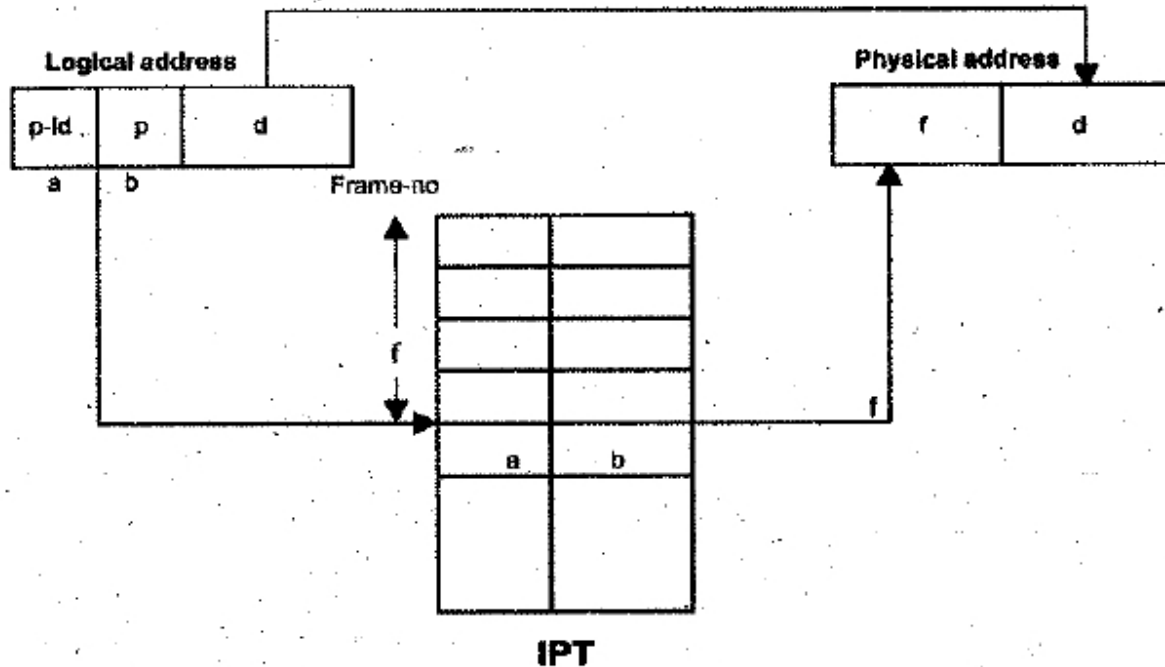 Logical address
Physical address
p-id p d
f d
a b
Frame-no
f
f
a b
IPT